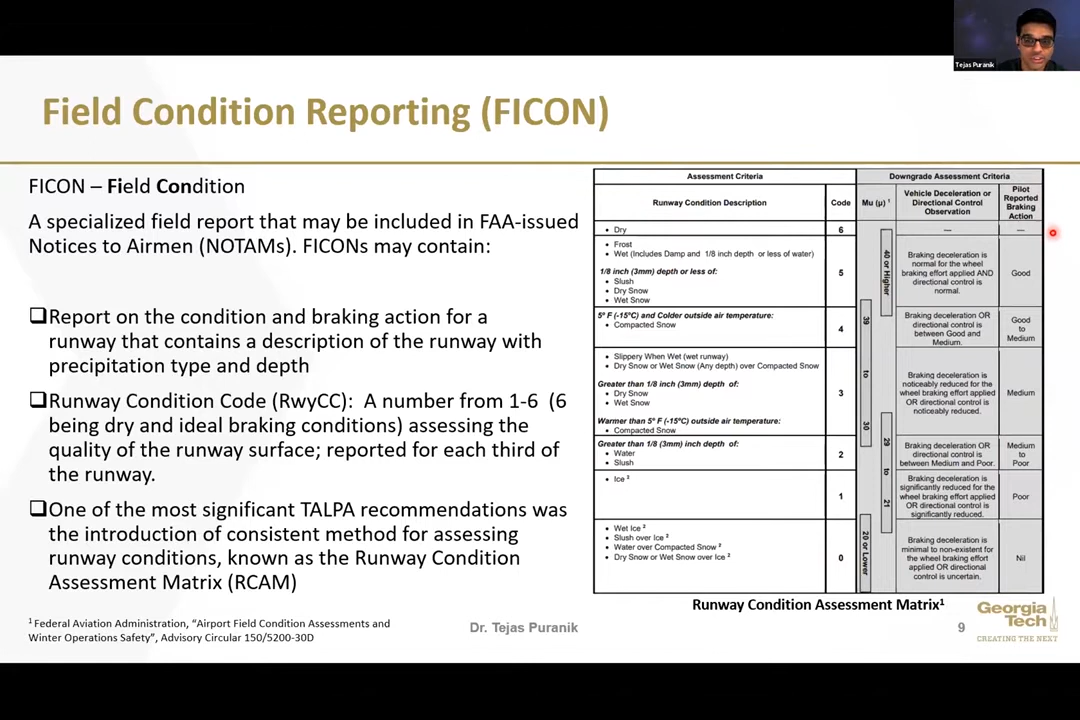 Tejas Puranik
Field Condition Reporting (FICON)
FICON – Field Condition
A specialized field report that may be included in FAA-issued
Notices to Airmen (NOTAMs). FICONs may contain:
Report on the condition and braking action for a
runway that contains a description of the runway with
precipitation type and depth
Runway Condition Code (RwyCC): A number from 1-6 (6
being dry and ideal braking conditions) assessing the
quality of the runway surface; reported for each third of
the runway.
One of the most significant TALPA recommendations was
the introduction of consistent method for assessing
runway conditions, known as the Runway Condition
Assessment Matrix (RCAM)
1 Federal Aviation Administration, "Airport Field Condition Assessments and
Winter Operations Safety", Advisory Circular 150/5200-30D
Assessment Criteria
Downgrade Assessment Criteria
Runway Condition Description
Code
Mu (μ) 1
Vehicle Deceleration or
Directional Control
Observation
Pilot
Reported
Braking
Action
• Dry
6
—
—
• Frost
• Wet (Includes Damp and 1/8 inch depth or less of water)
1/8 inch (3mm) depth or less of:
• Slush
• Dry Snow
• Wet Snow
5
40 or Higher
Braking deceleration is
normal for the wheel
braking effort applied AND
directional control is
normal.
Good
5º F (-15ºC) and Colder outside air temperature:
• Compacted Snow
4
39
to
30
Braking deceleration OR
directional control is
between Good and
Medium.
Good
to
Medium
• Slippery When Wet (wet runway)
• Dry Snow or Wet Snow (Any depth) over Compacted Snow
Greater than 1/8 inch (3mm) depth of:
• Dry Snow
• Wet Snow
Warmer than 5º F (-15ºC) outside air temperature:
• Compacted Snow
3
Braking deceleration is
noticeably reduced for the
wheel braking effort applied
OR directional control is
noticeably reduced.
Medium
Greater than 1/8 (3mm) inch depth of:
• Water
• Slush
2
29
to
21
Braking deceleration OR
directional control is
between Medium and Poor.
Medium
to
Poor
• Ice 2
1
Braking deceleration is
significantly reduced for the
wheel braking effort applied
OR directional control is
significantly reduced.
Poor
• Wet Ice 2
• Slush over Ice 2
• Water over Compacted Snow 2
• Dry Snow or Wet Snow over Ice 2
0
20 or Lower
Braking deceleration is
minimal to non-existent for
the wheel braking effort
applied OR directional
control is uncertain.
Nil
Runway Condition Assessment Matrix1
Dr. Tejas Puranik
9
Georgia
Tech
CREATING THE NEXT